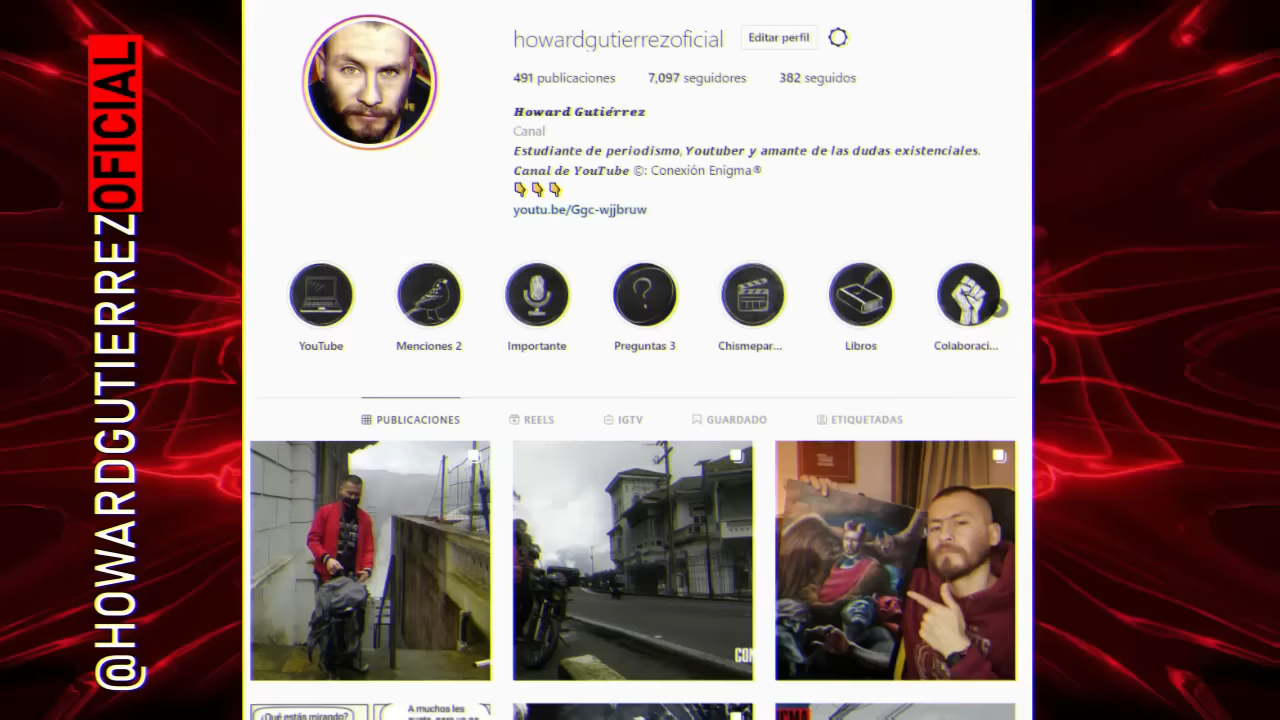 @HOWARDGUTIERREZOFICIAL
howardgutierrezoficial
Editar perfil
491 publicaciones
7,097 seguidores
382 seguidos
Howard Gutiérrez
Canal
Estudiante de periodismo, Youtuber y amante de las dudas existenciales.
Canal de YouTube ©: Conexión Enigma®
youtu.be/Ggc-wjjbruw
YouTube
Menciones 2
Importante
Preguntas 3
Chismepar...
Libros
Colaboraci...
PUBLICACIONES
REELS
IGTV
GUARDADO
ETIQUETADAS
CON
¿Qué estás mirando?
A muchos les